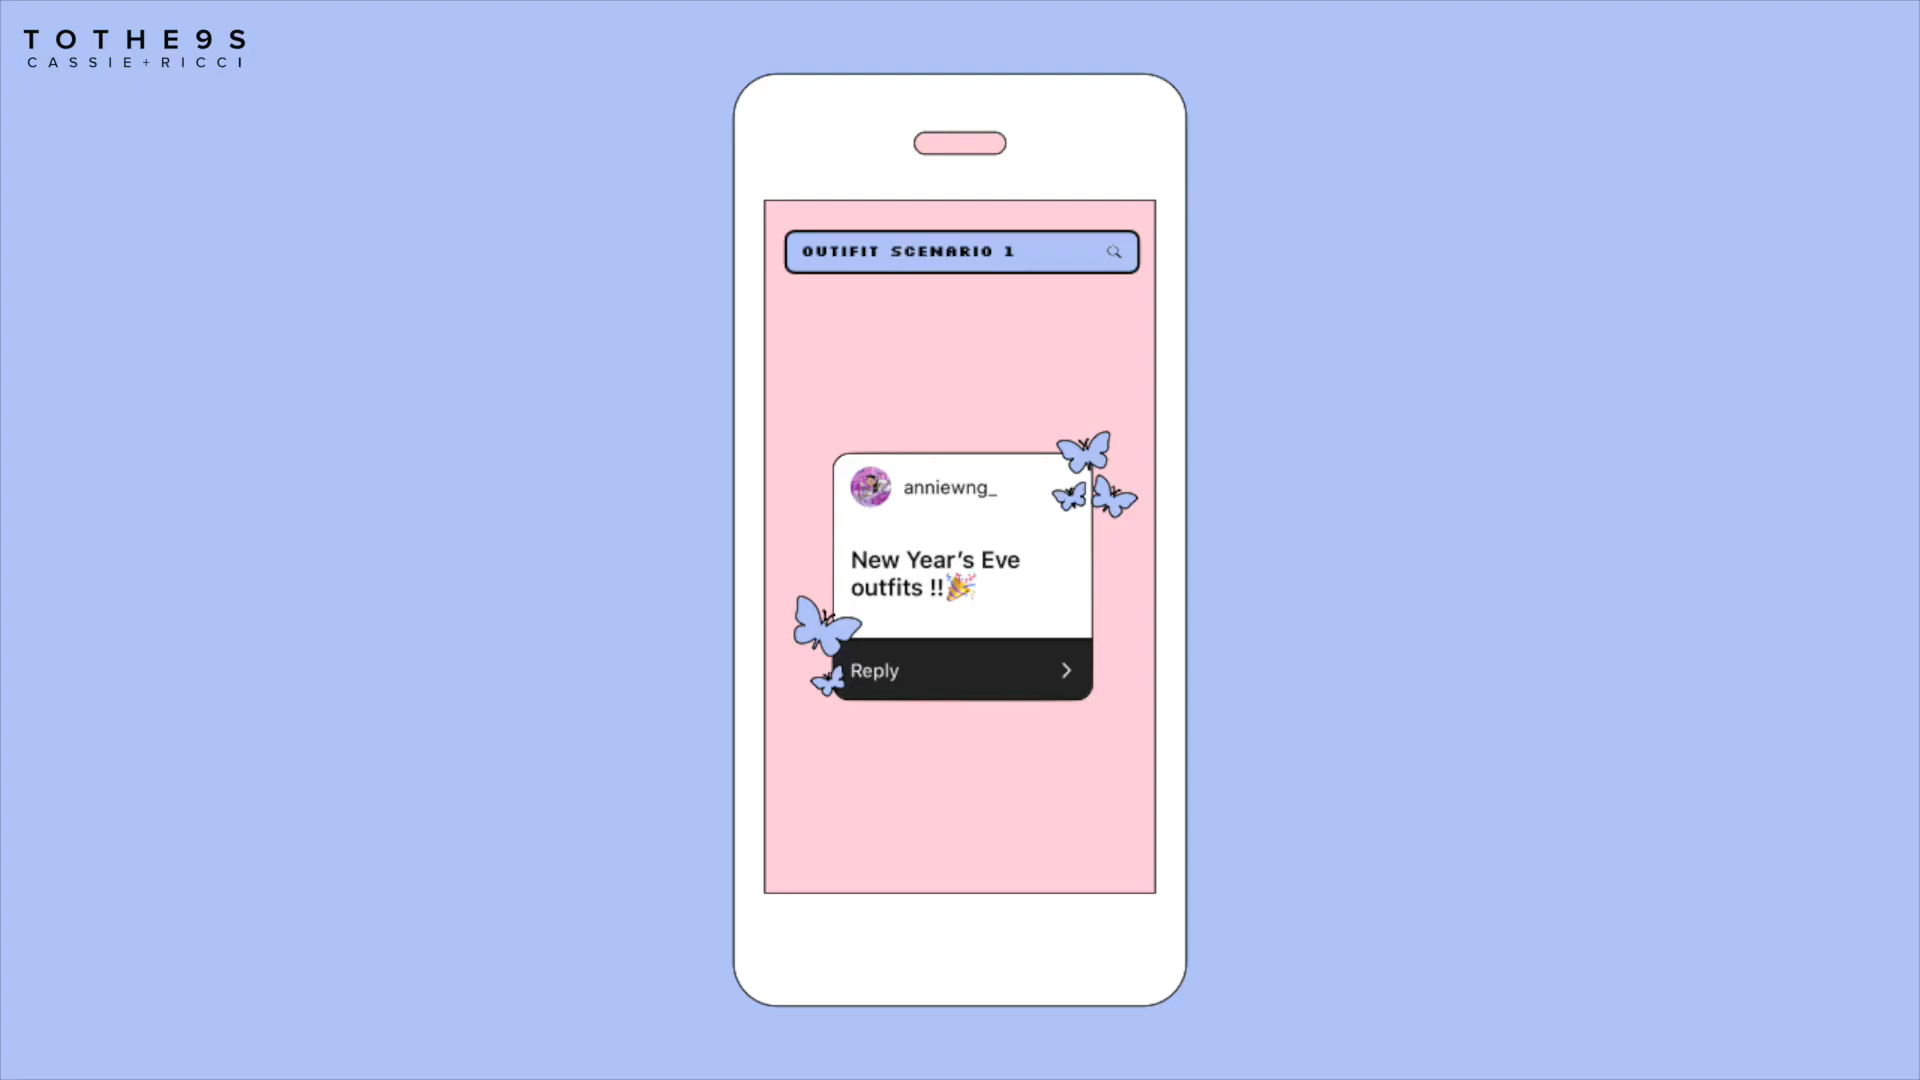 TOTHE9S
CASSIE+RICCI
OUTIFIT SCENARIO 1
anniewng_
New Year's Eve
outfits !!🎉
Reply